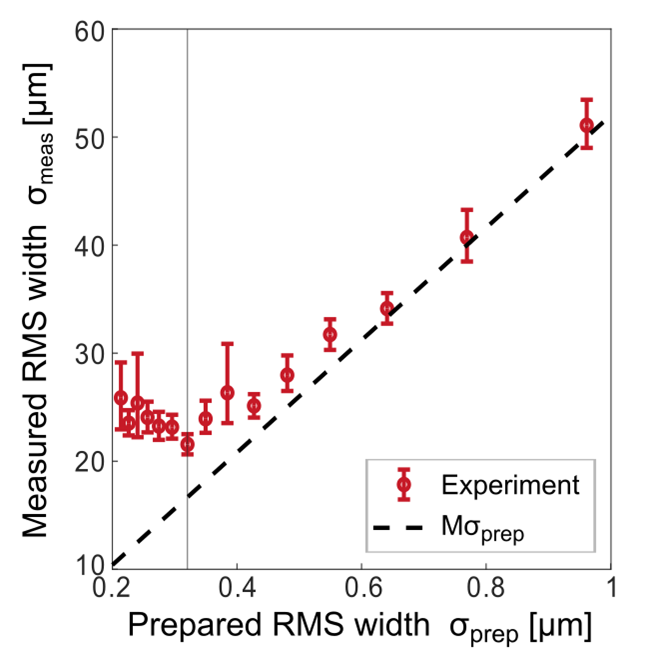 60
50
40
30
20
10
0.2
0.4
0.6
0.8
1
Measured RMS width σmeas [μm]
Prepared RMS width σprep [μm]
Experiment
Mσprep